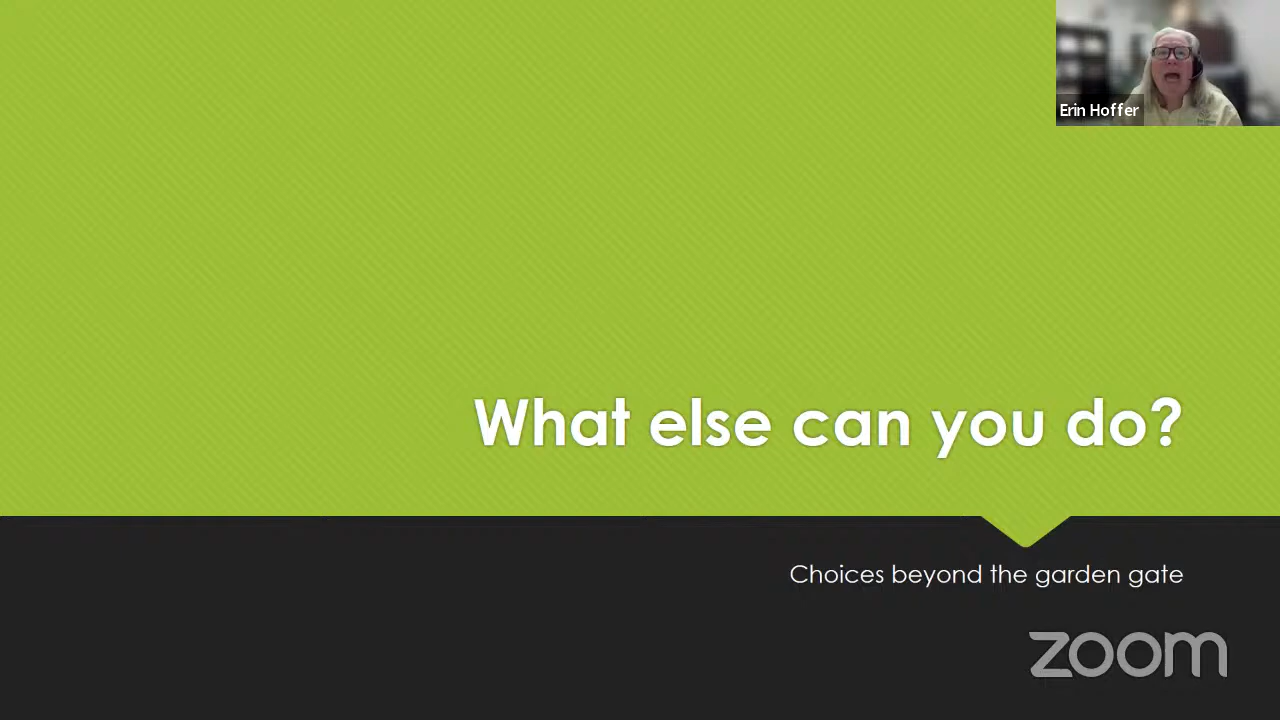 Erin Hoffer
What else can you do?
Choices beyond the garden gate
zoom